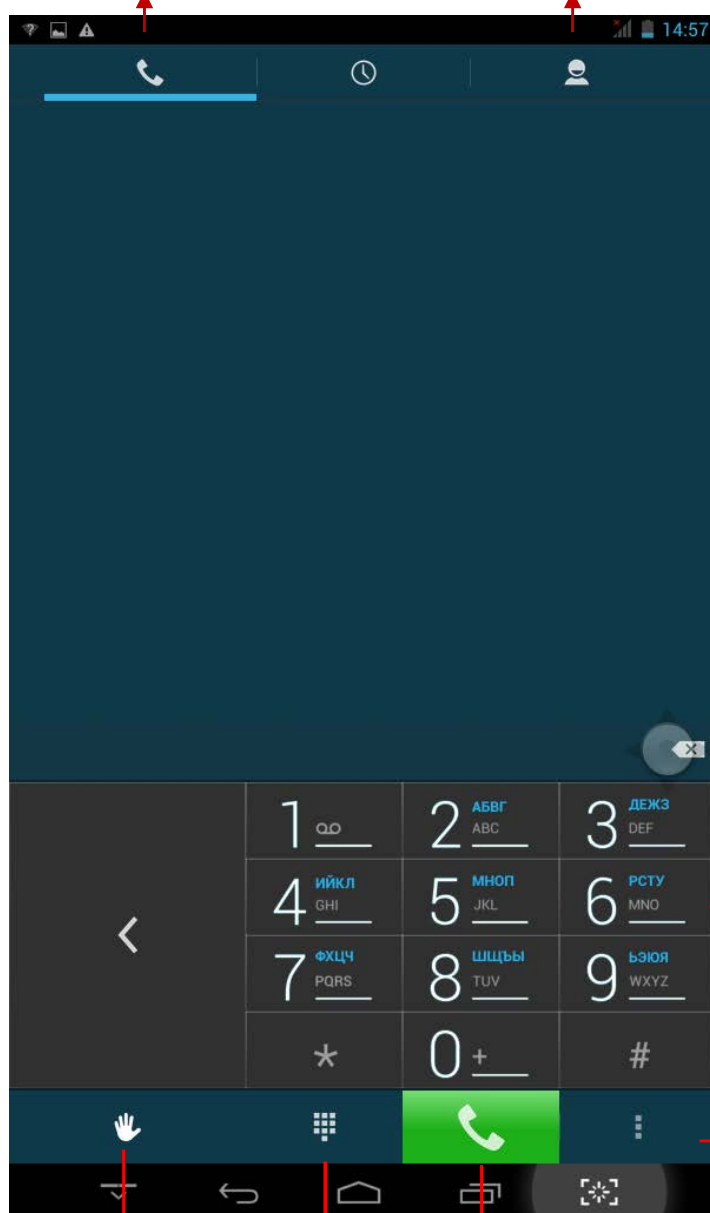 14:57
1
2 АБВГ ABC
3 ДЕЖЗ DEF
4 ИЙКЛ GHI
5 МНОП JKL
6 РСТУ MNO
7 ФХЦЧ PQRS
8 ШЩЪЫ TUV
9 ЬЭЮЯ WXYZ
* 0 + #